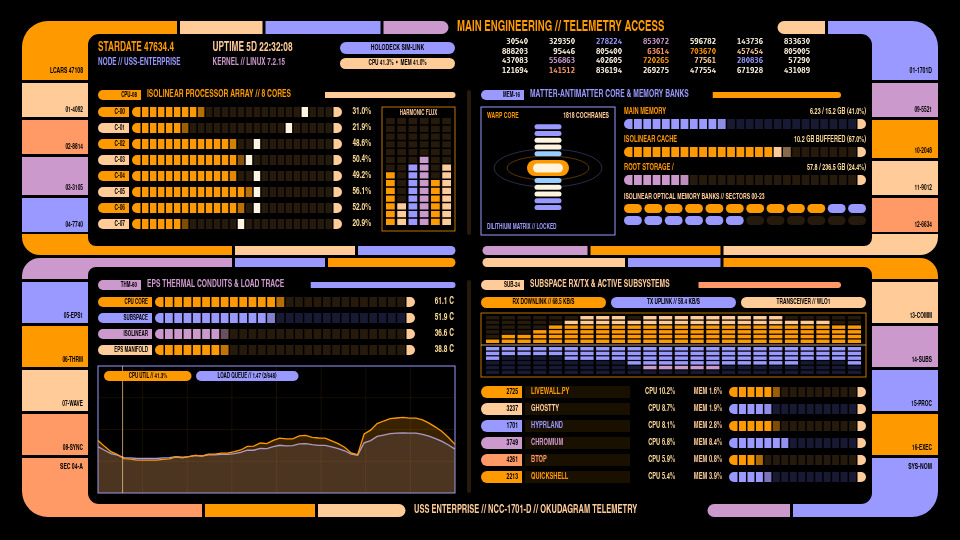 MAIN ENGINEERING // TELEMETRY ACCESS
STARDATE 47634.4
UPTIME 5D 22:32:08
HOLODECK SIM-LINK
NODE // USS-ENTERPRISE
KERNEL // LINUX 7.2.15
CPU 41.3% • MEM 41.0%
30540 329350 278224 853072 596782 143736 833630
888203 95446 805400 63614 703670 457454 805005
437083 556863 402605 720265 77561 280836 57290
121694 141512 83619 269275 477554 671928 431089
LCARS 47108
01-4092
02-8814
03-3105
04-7740
01-1701D
09-5521
10-2048
11-9012
12-6634
CPU-08 ISOLINEAR PROCESSOR ARRAY // 8 CORES
C-00 31.0%
C-01 21.9%
C-02 48.6%
C-03 50.4%
C-04 49.2%
C-05 56.1%
C-06 52.0%
C-07 20.9%
HARMONIC FLUX
MEM-16 MATTER-ANTIMATTER CORE & MEMORY BANKS
WARP CORE 1816 COCHRANES
DILITHIUM MATRIX // LOCKED
MAIN MEMORY 6.23 / 15.2 GB (41.0%)
ISOLINEAR CACHE 10.2 GB BUFFERED (67.0%)
ROOT STORAGE / 57.8 / 236.5 GB (24.4%)
ISOLINEAR OPTICAL MEMORY BANKS // SECTORS 00-23
05-EPS1
06-THRM
07-WAVE
08-SYNC
SEC 04-A
13-COMM
14-SUBS
15-PROC
16-EXEC
SYS-NOM
THM-60 EPS THERMAL CONDUITS & LOAD TRACE
CPU CORE 61.1 C
SUBSPACE 51.9 C
ISOLINEAR 36.6 C
EPS MANIFOLD 38.8 C
CPU UTIL // 41.3%
LOAD QUEUE // 1.47 (2/648)
SUB-24 SUBSPACE RX/TX & ACTIVE SUBSYSTEMS
RX DOWNLINK // 68.5 KB/S
TX UPLINK // 58.4 KB/S
TRANSCEIVER // WLO1
2725 LIVEWALL.PY CPU 10.2% MEM 1.6%
3237 GHOSTTY CPU 8.7% MEM 1.9%
1701 HYPRLAND CPU 8.1% MEM 2.8%
3749 CHROMIUM CPU 6.8% MEM 8.4%
4261 BTOP CPU 5.9% MEM 0.8%
2213 QUICKSHELL CPU 5.4% MEM 3.9%
USS ENTERPRISE // NCC-1701-D // OKUDAGRAM TELEMETRY